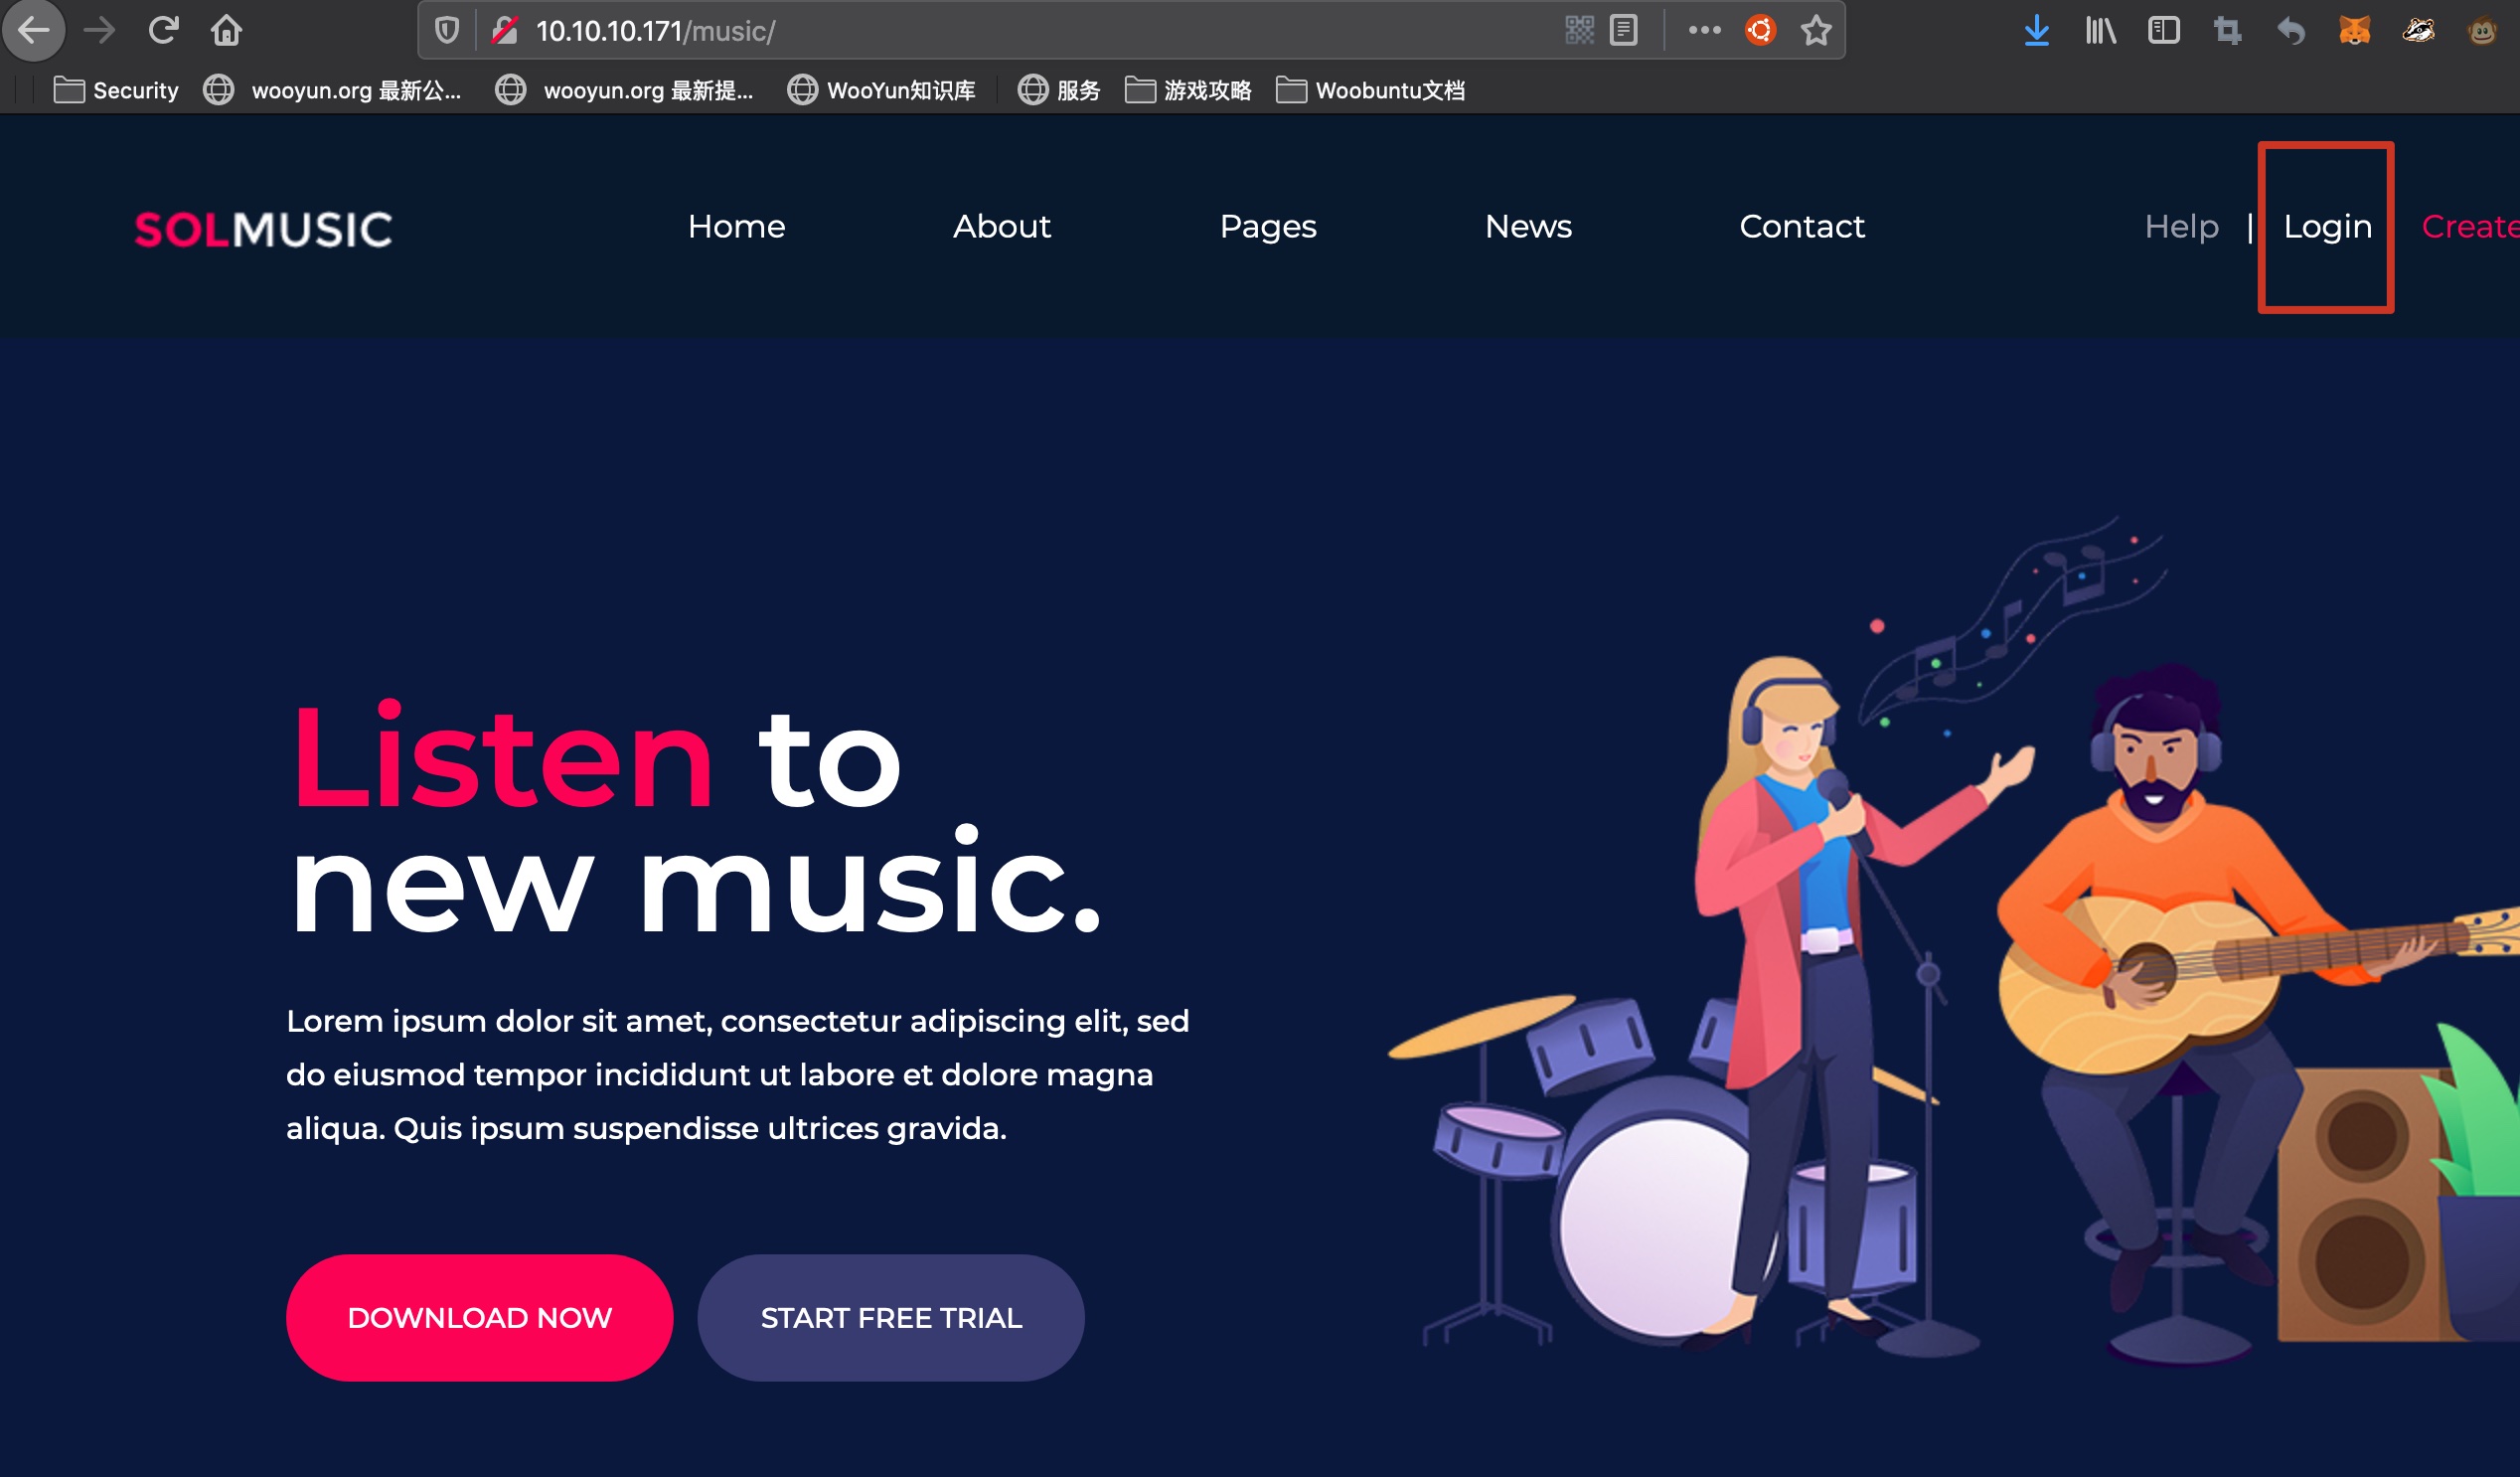 10.10.10.171/music/
Security wooyun.org 最新公... wooyun.org 最新提... WooYun知识库 服务 游戏攻略 Woobuntu文档
SOLMUSIC Home About Pages News Contact Help | Login Create
Listen to
new music.
Lorem ipsum dolor sit amet, consectetur adipiscing elit, sed
do eiusmod tempor incididunt ut labore et dolore magna
aliqua. Quis ipsum suspendisse ultrices gravida.
DOWNLOAD NOW START FREE TRIAL